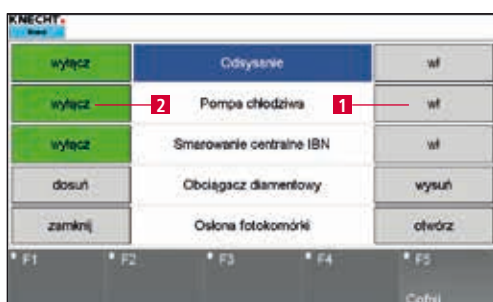 KNECHT
wyłącz Odsysanie wł
wyłącz 2 Pompa chłodziwa 1 wł
wyłącz Smarowanie centralne IBN wł
dosuń Obciągacz diamentowy wysuń
zamknij Osłona fotokomórki otwórz
F1 F2 F3 F4 F5
Cofnij